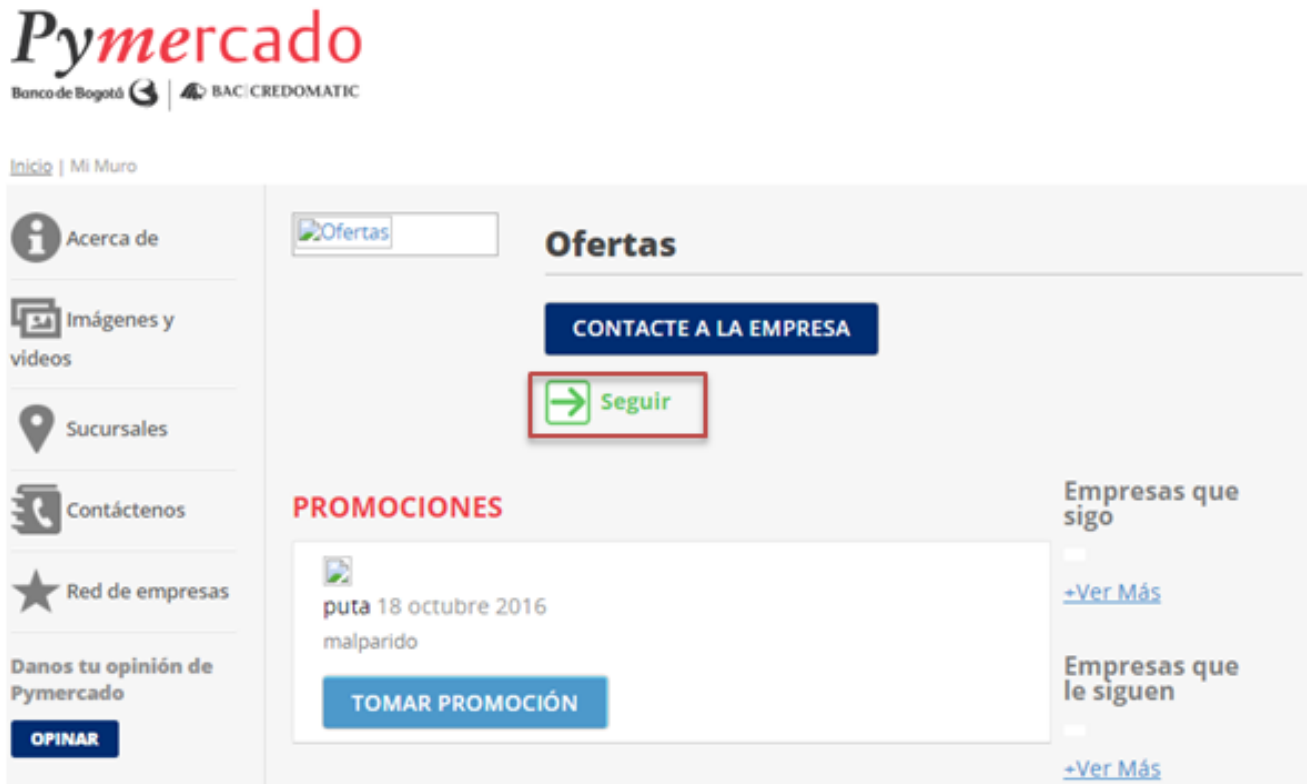 Pymercado
Banco de Bogotá | BAC | CREDOMATIC
Inicio | Mi Muro
Acerca de
Imágenes y
videos
Sucursales
Contáctenos
Red de empresas
Danos tu opinión de
Pymercado
OPINAR
Ofertas
Ofertas
CONTACTE A LA EMPRESA
Seguir
PROMOCIONES
puta 18 octubre 2016
malparido
TOMAR PROMOCIÓN
Empresas que
sigo
+Ver Más
Empresas que
le siguen
+Ver Más